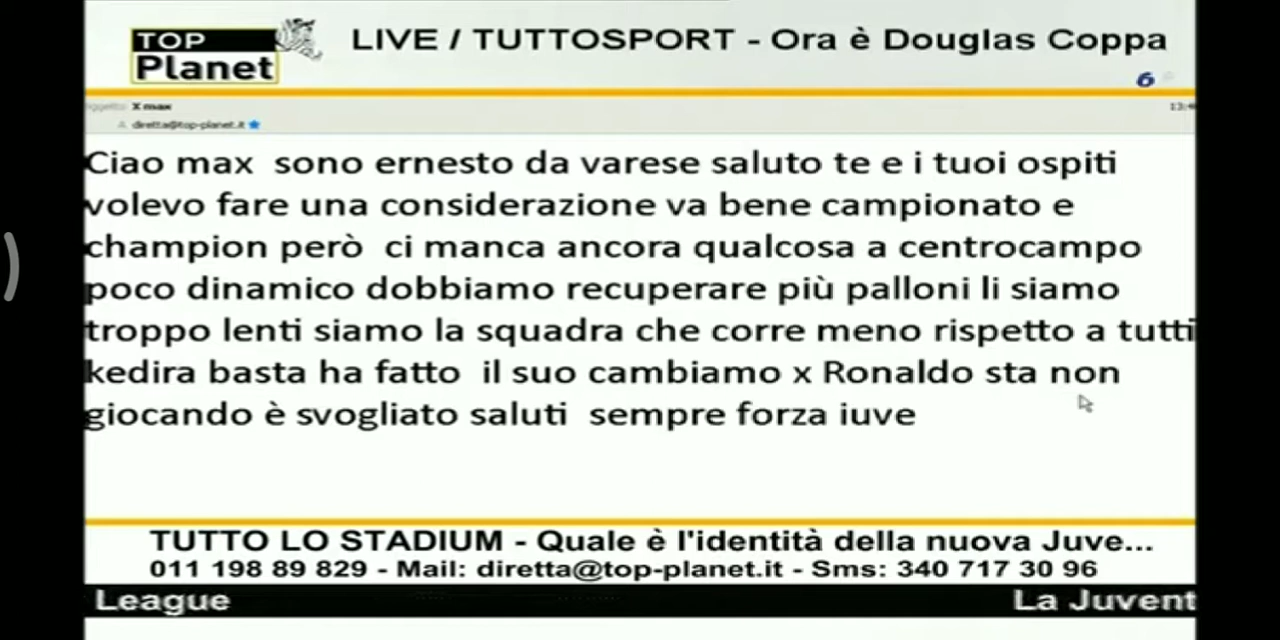 TOP
Planet
LIVE / TUTTOSPORT - Ora è Douglas Coppa
6
X max
diretta@top-planet.it
Ciao max sono ernesto da varese saluto te e i tuoi ospiti
volevo fare una considerazione va bene campionato e
champion però ci manca ancora qualcosa a centrocampo
poco dinamico dobbiamo recuperare più palloni li siamo
troppo lenti siamo la squadra che corre meno rispetto a tutti
kedira basta ha fatto il suo cambiamo x Ronaldo sta non
giocando è svogliato saluti sempre forza iuve
TUTTO LO STADIUM - Quale è l'identità della nuova Juve...
011 198 89 829 - Mail: diretta@top-planet.it - Sms: 340 717 30 96
League La Juvent